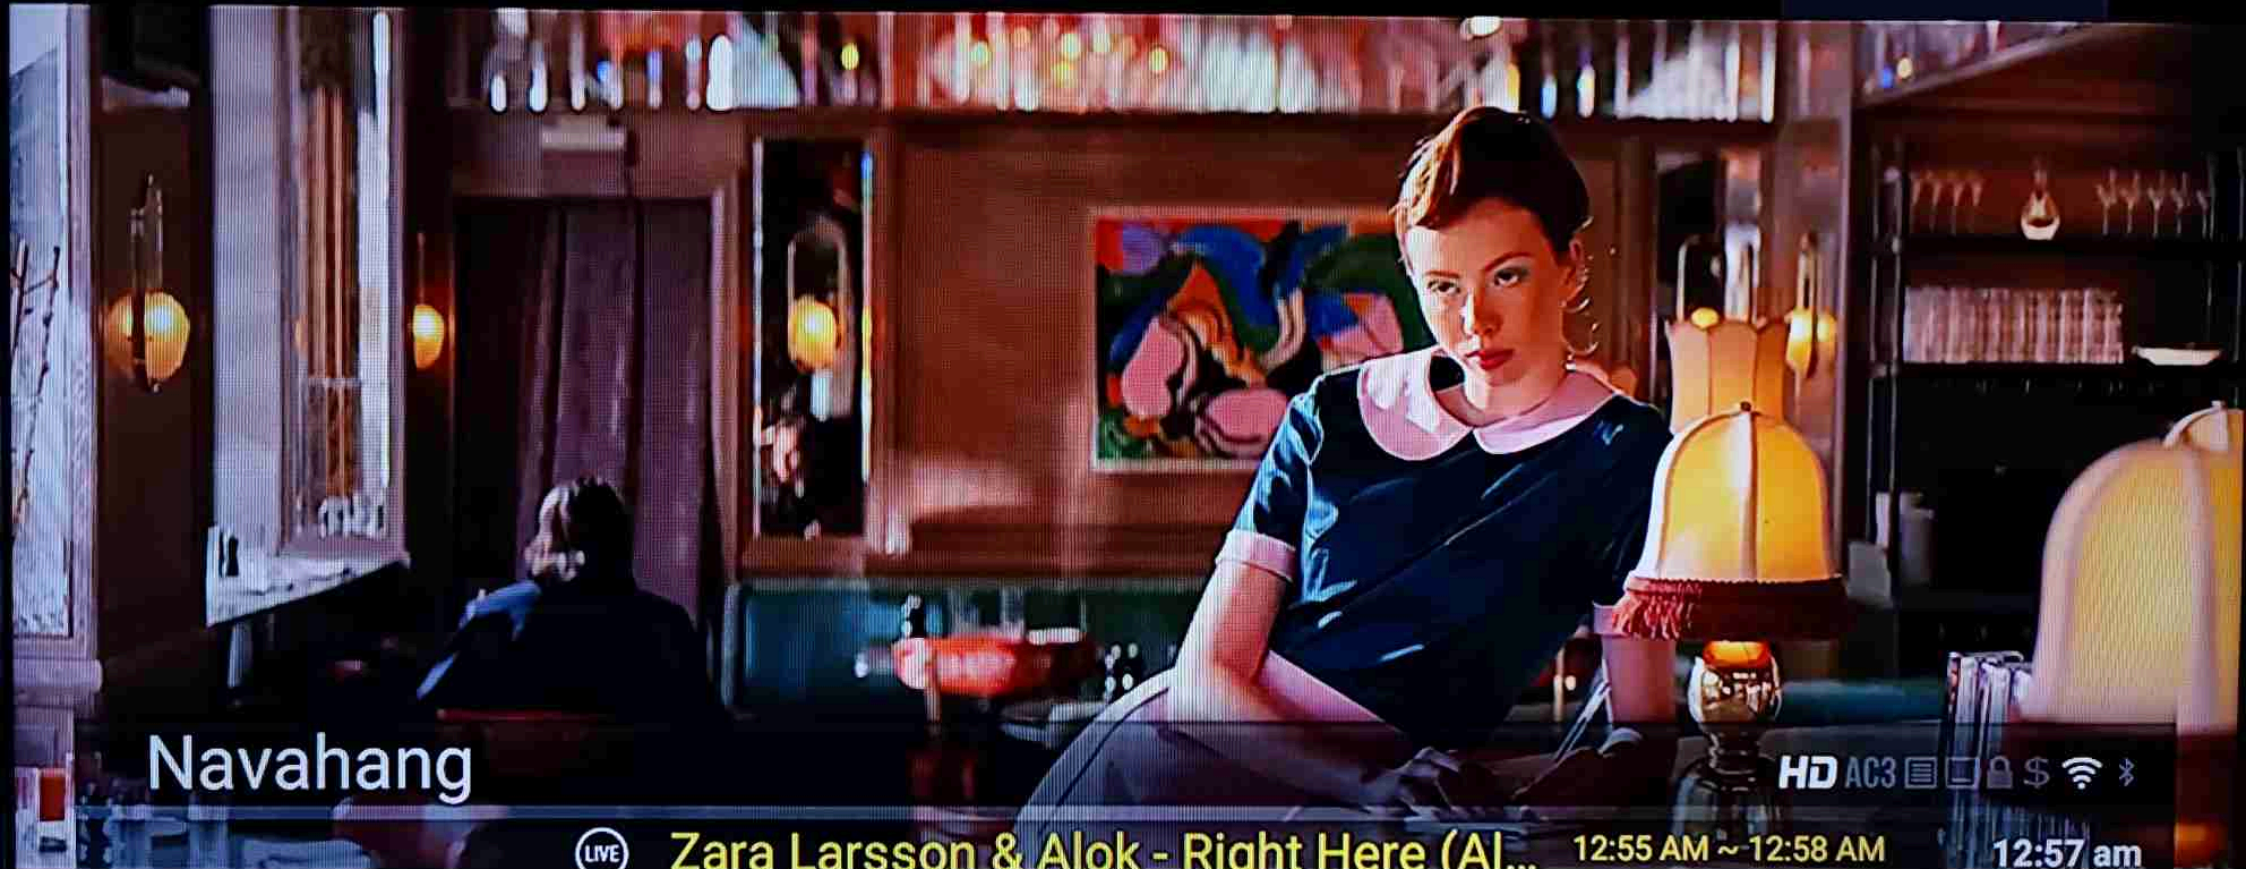 Navahang
HD AC3 $
LIVE Zara Larsson & Alok - Right Here (Al... 12:55 AM ~ 12:58 AM 12:57 am